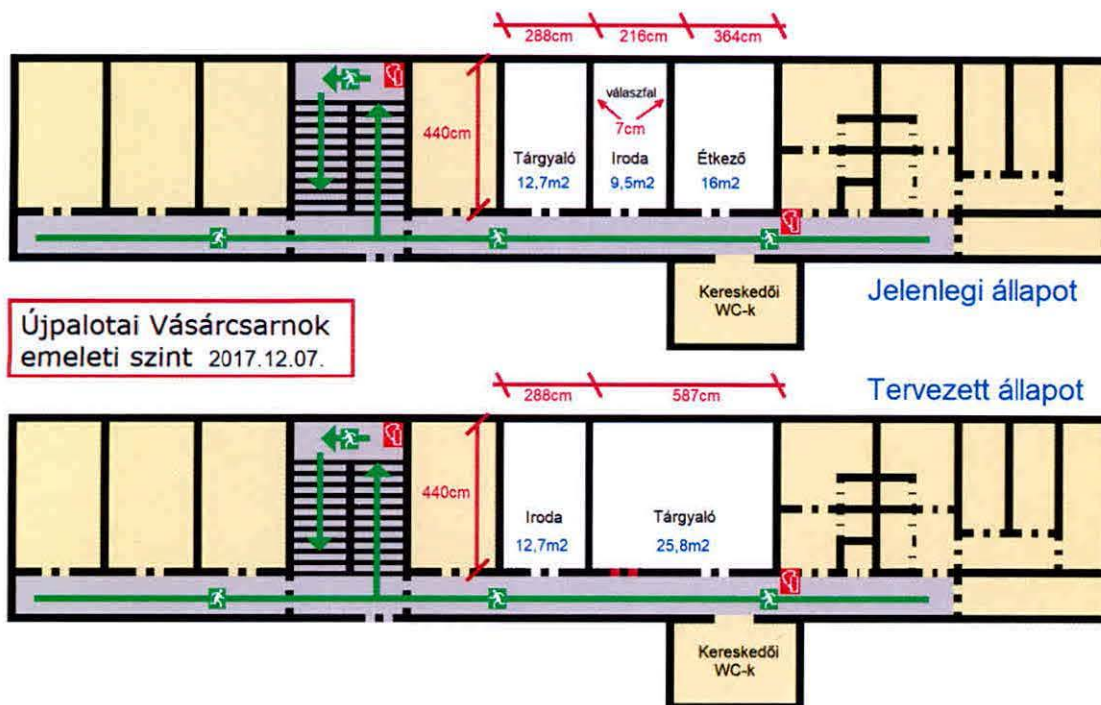 288cm 216cm 364cm
440cm
válaszfal
7cm
Tárgyaló Iroda Étkező
12,7m2 9,5m2 16m2
Kereskedői
WC-k
Jelenlegi állapot
Újpalotai Vásárcsarnok
emeleti szint 2017.12.07.
Tervezett állapot
288cm 587cm
440cm
Iroda Tárgyaló
12,7m2 25,8m2
Kereskedői
WC-k